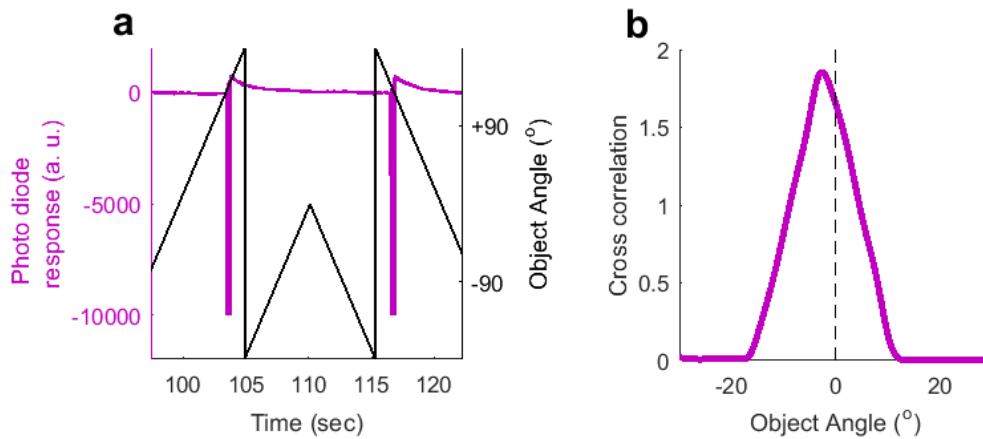 a
0
-5000
-10000
Photo diode
response (a. u.)
+90
-90
Object Angle (°)
100 105 110 115 120
Time (sec)
b
2
1.5
1
0.5
0
Cross correlation
-20 0 20
Object Angle (°)